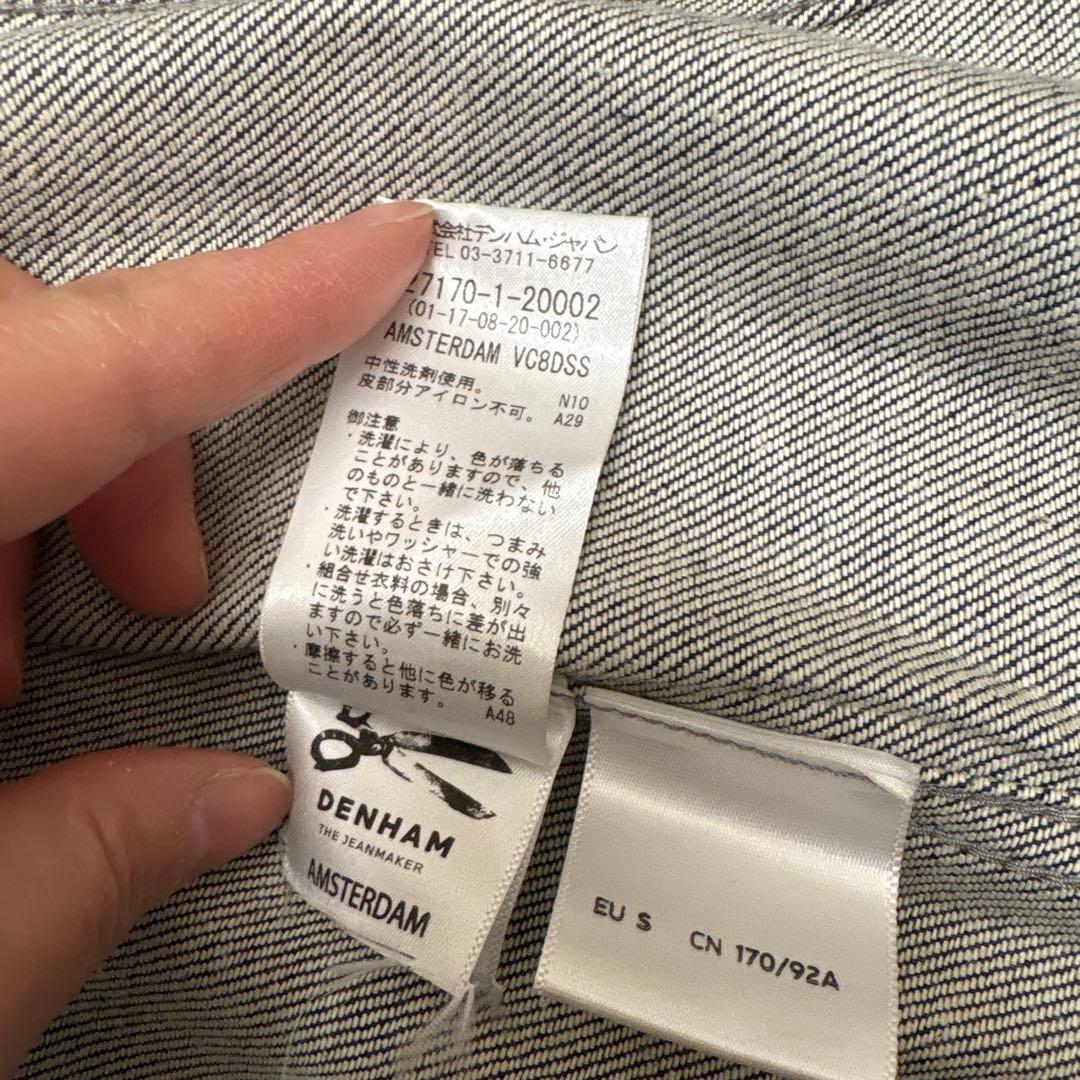 式会社デンハム・ジャパン
TEL 03-3711-6677
27170-1-20002
(01-17-08-20-002)
AMSTERDAM VC8DSS
中性洗剤使用。 N10
皮部分アイロン不可。 A29
御注意
・洗濯により、色が落ちる
ことがありますので、他
のものと一緒に洗わない
で下さい。
・洗濯するときは、つまみ
洗いやワッシャーでの強
い洗濯はおさけ下さい。
・組合せ衣料の場合、別々
に洗うと色落ちに差が出
ますので必ず一緒にお洗
い下さい。
・摩擦すると他に色が移る
ことがあります。 A48
DENHAM
THE JEANMAKER
AMSTERDAM
EU S CN 170/92A